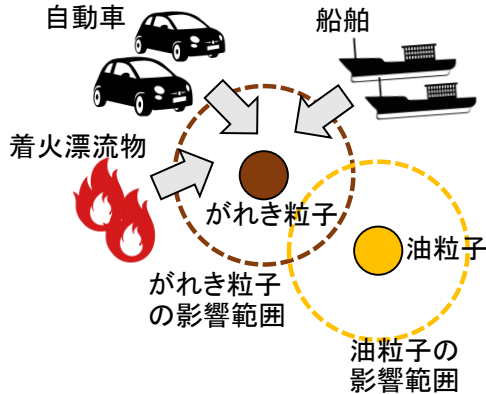 自動車
船舶
着火漂流物
がれき粒子
油粒子
がれき粒子
の影響範囲
油粒子の
影響範囲